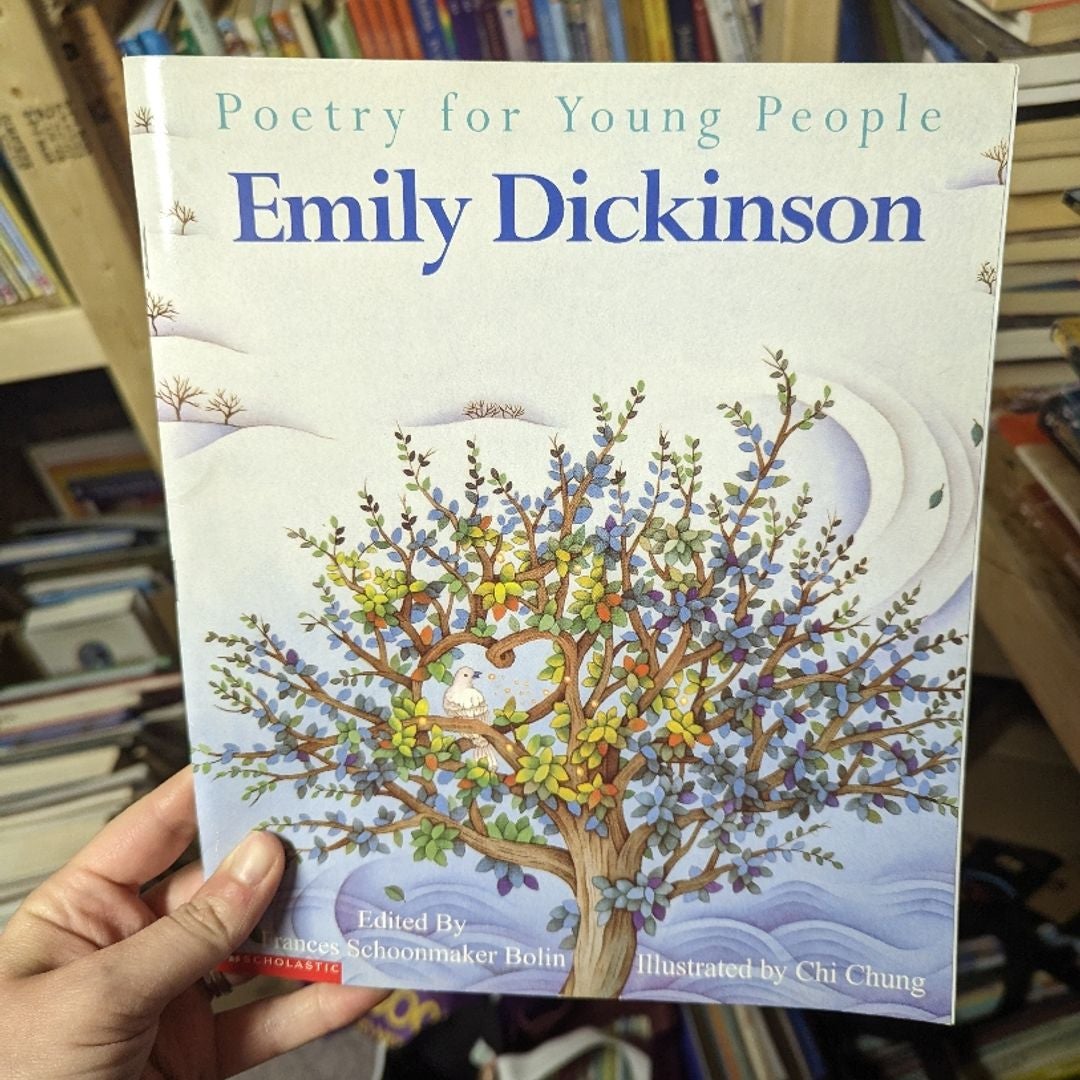 Poetry for Young People
Emily Dickinson
Edited By
Frances Schoonmaker Bolin
Illustrated by Chi Chung
SCHOLASTIC